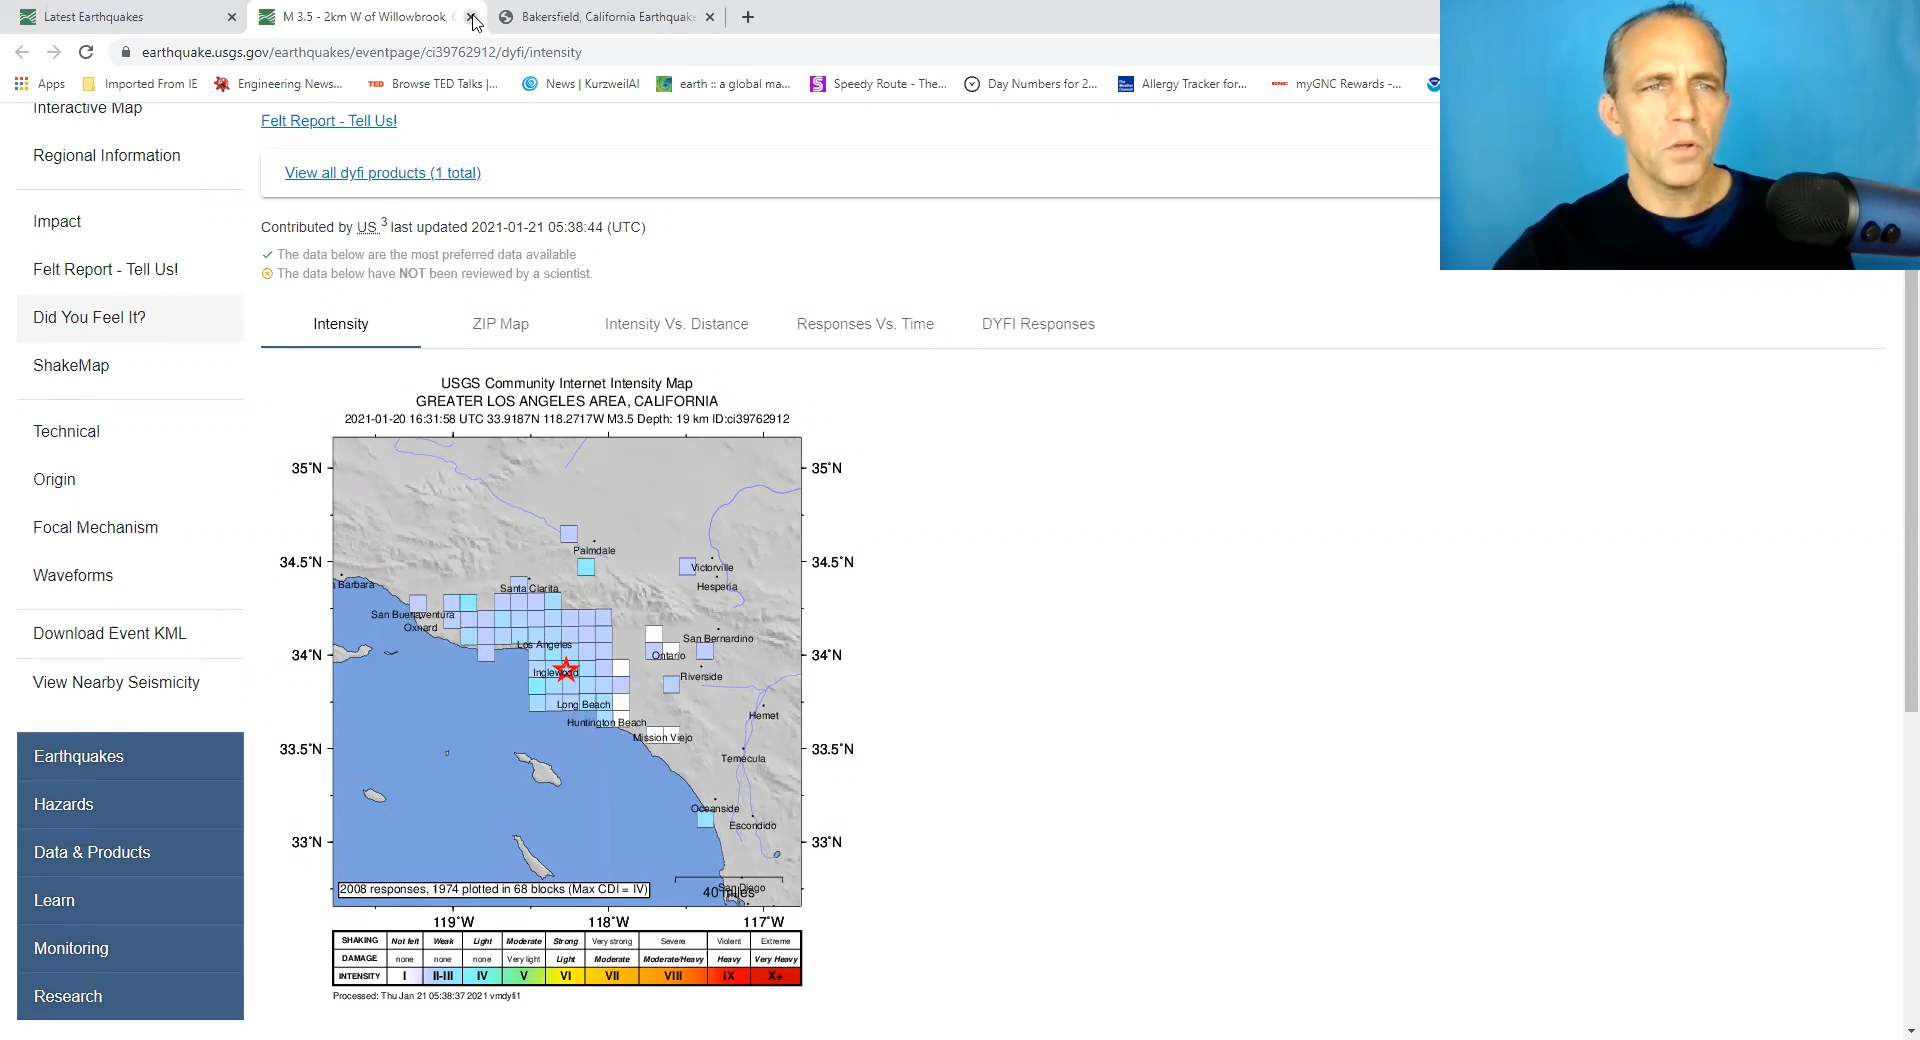 Latest Earthquakes
M 3.5 - 2km W of Willowbrook, C
Bakersfield, California Earthquake
earthquake.usgs.gov/earthquakes/eventpage/ci39762912/dyfi/intensity
Apps
Imported From IE
Engineering News...
TED Browse TED Talks |...
News | KurzweilAI
earth :: a global ma...
Speedy Route - The...
Day Numbers for 2...
Allergy Tracker for...
GNC myGNC Rewards -...
Interactive Map
Regional Information
Impact
Felt Report - Tell Us!
Did You Feel It?
ShakeMap
Technical
Origin
Focal Mechanism
Waveforms
Download Event KML
View Nearby Seismicity
Earthquakes
Hazards
Data & Products
Learn
Monitoring
Research
Felt Report - Tell Us!
View all dyfi products (1 total)
Contributed by US 3 last updated 2021-01-21 05:38:44 (UTC)
The data below are the most preferred data available
The data below have NOT been reviewed by a scientist.
Intensity ZIP Map Intensity Vs. Distance Responses Vs. Time DYFI Responses
USGS Community Internet Intensity Map
GREATER LOS ANGELES AREA, CALIFORNIA
2021-01-20 16:31:58 UTC 33.9187N 118.2717W M3.5 Depth: 19 km ID:ci39762912
35°N 35°N
Palmdale
34.5°N 34.5°N
Victorville
Hesperia
a Barbara
Santa Clarita
San Buenaventura
Oxnard
San Bernardino
Los Angeles
34°N 34°N
Ontario
Inglewood
Riverside
Long Beach
Hemet
Huntington Beach
Mission Viejo
33.5°N 33.5°N
Temecula
Oceanside
Escondido
33°N 33°N
San Diego
40 miles
2008 responses, 1974 plotted in 68 blocks (Max CDI = IV)
119°W 118°W 117°W
SHAKING Not felt Weak Light Moderate Strong Very strong Severe Violent Extreme
DAMAGE none none none Very light Light Moderate Moderate/Heavy Heavy Very Heavy
INTENSITY I II-III IV V VI VII VIII IX X+
Processed: Thu Jan 21 05:38:37 2021 vmdyfi1